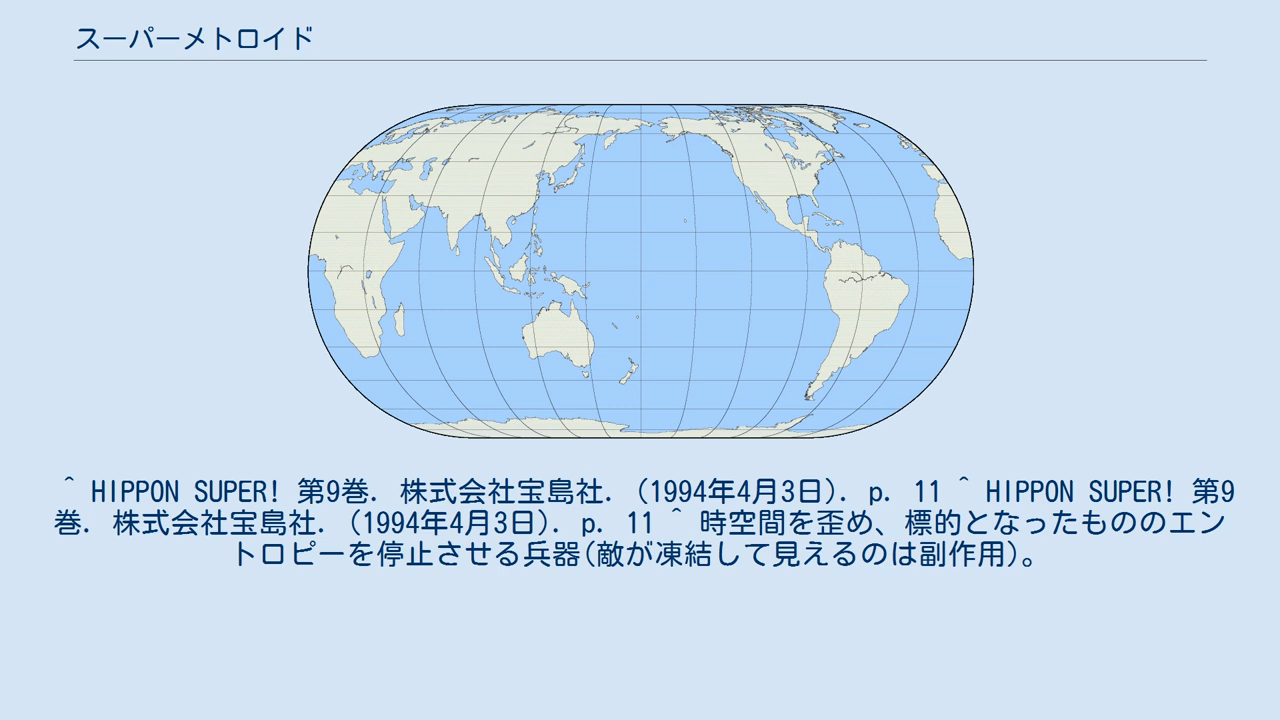 スーパーメトロイド
^ HIPPON SUPER! 第9巻. 株式会社宝島社. (1994年4月3日). p. 11 ^ HIPPON SUPER! 第9
巻. 株式会社宝島社. (1994年4月3日). p. 11 ^ 時空間を歪め、標的となったもののエン
トロピーを停止させる兵器(敵が凍結して見えるのは副作用)。